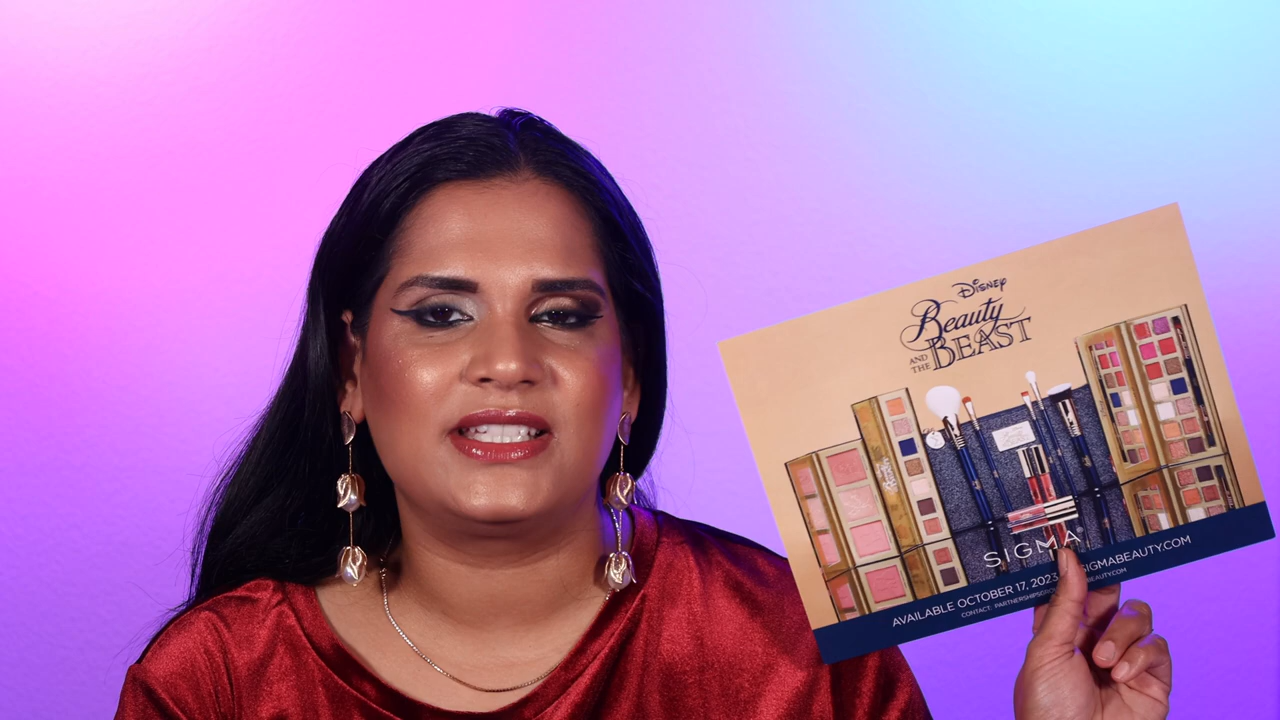 Disney
Beauty
AND THE
BEAST
SIGMA
AVAILABLE OCTOBER 17, 2023
SIGMABEAUTY.COM
CONTACT: